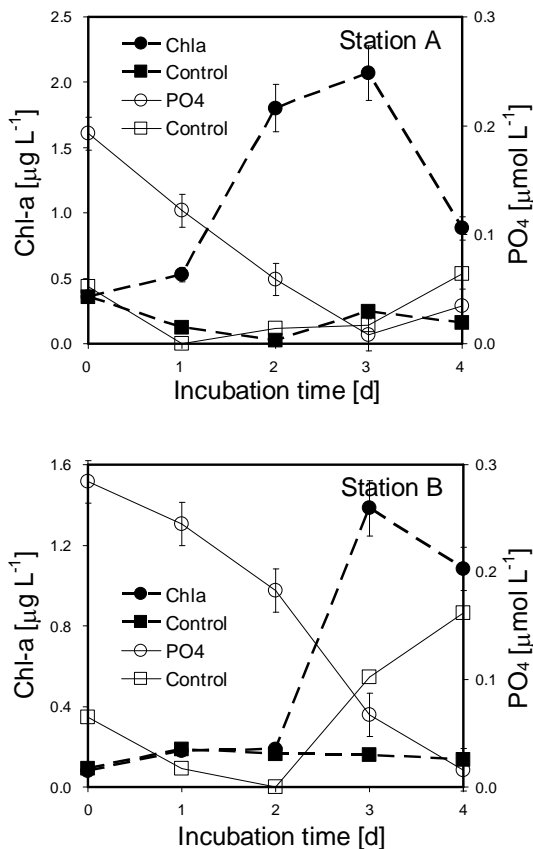 Station A
Chla
Control
PO4
Control
2.5
2.0
1.5
1.0
0.5
0.0
0.3
0.2
0.1
0.0
Chl-a [μg L-1]
PO4 [μmol L-1]
0 1 2 3 4
Incubation time [d]
Station B
Chla
Control
PO4
Control
1.6
1.2
0.8
0.4
0.0
0.3
0.2
0.1
0.0
Chl-a [μg L-1]
PO4 [μmol L-1]
0 1 2 3 4
Incubation time [d]